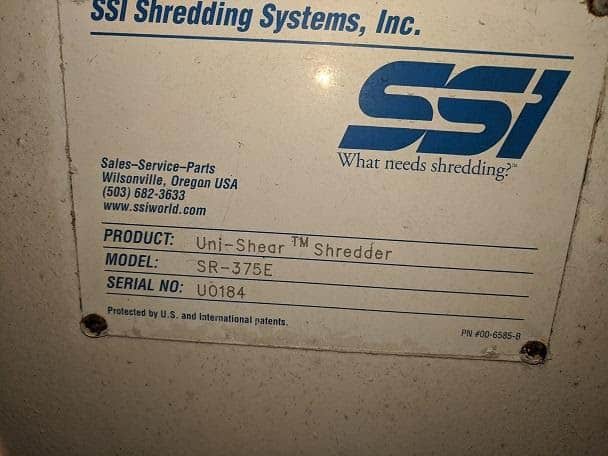 SSI Shredding Systems, Inc.
SSI
What needs shredding?™
Sales–Service–Parts
Wilsonville, Oregon USA
(503) 682-3633
www.ssiworld.com
PRODUCT: Uni-Shear ™ Shredder
MODEL: SR-375E
SERIAL NO: U0184
Protected by U.S. and International patents.
PN #00-6585-B